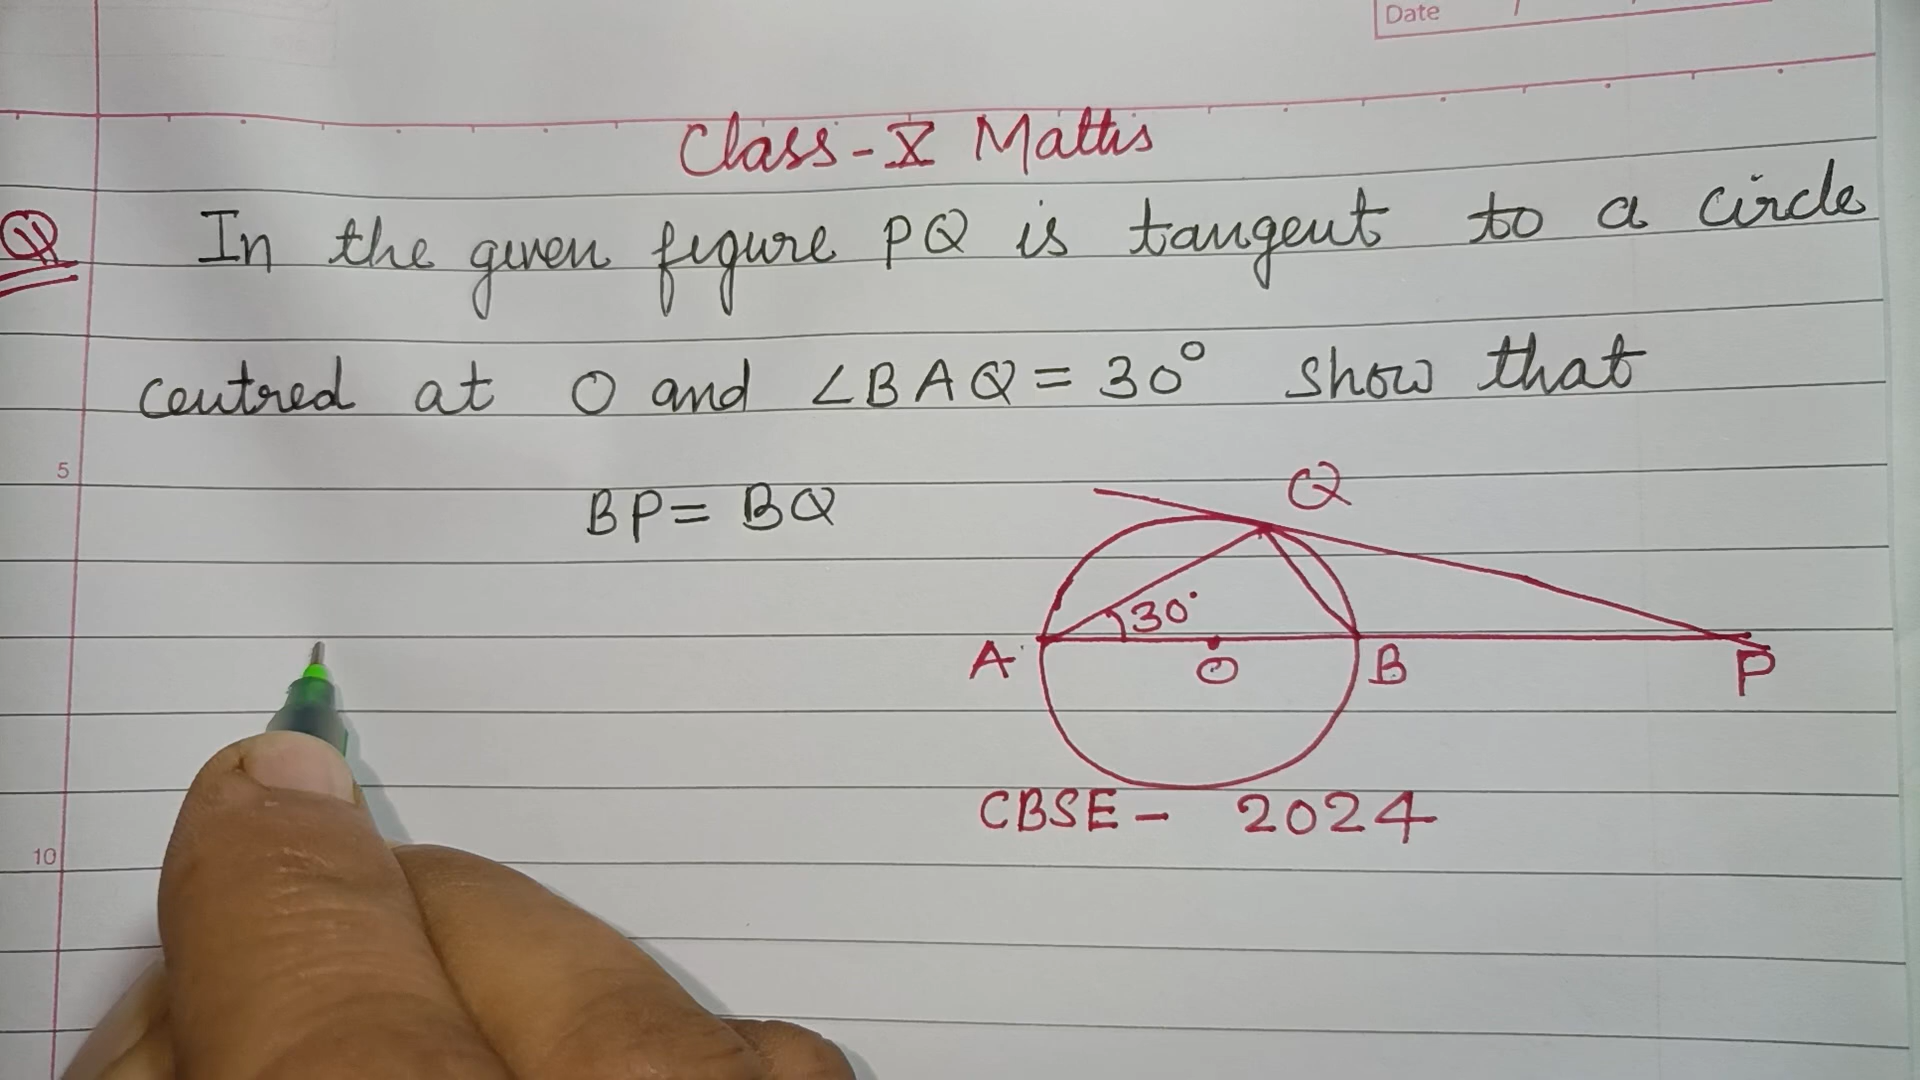 Date
Class-X Maths
Q In the given figure PQ is tangent to a circle
centred at O and ∠BAQ = 30° show that
5
BP = BQ
Q
30°
A O B P
CBSE - 2024
10